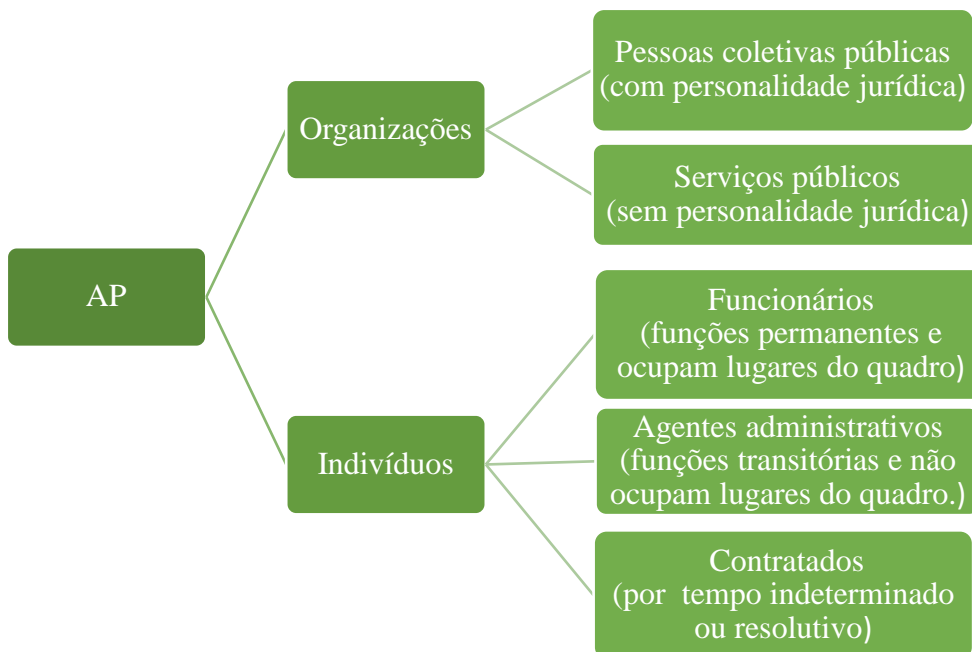 AP
Organizações
Pessoas coletivas públicas
(com personalidade jurídica)
Serviços públicos
(sem personalidade jurídica)
Indivíduos
Funcionários
(funções permanentes e
ocupam lugares do quadro)
Agentes administrativos
(funções transitórias e não
ocupam lugares do quadro.)
Contratados
(por tempo indeterminado
ou resolutivo)